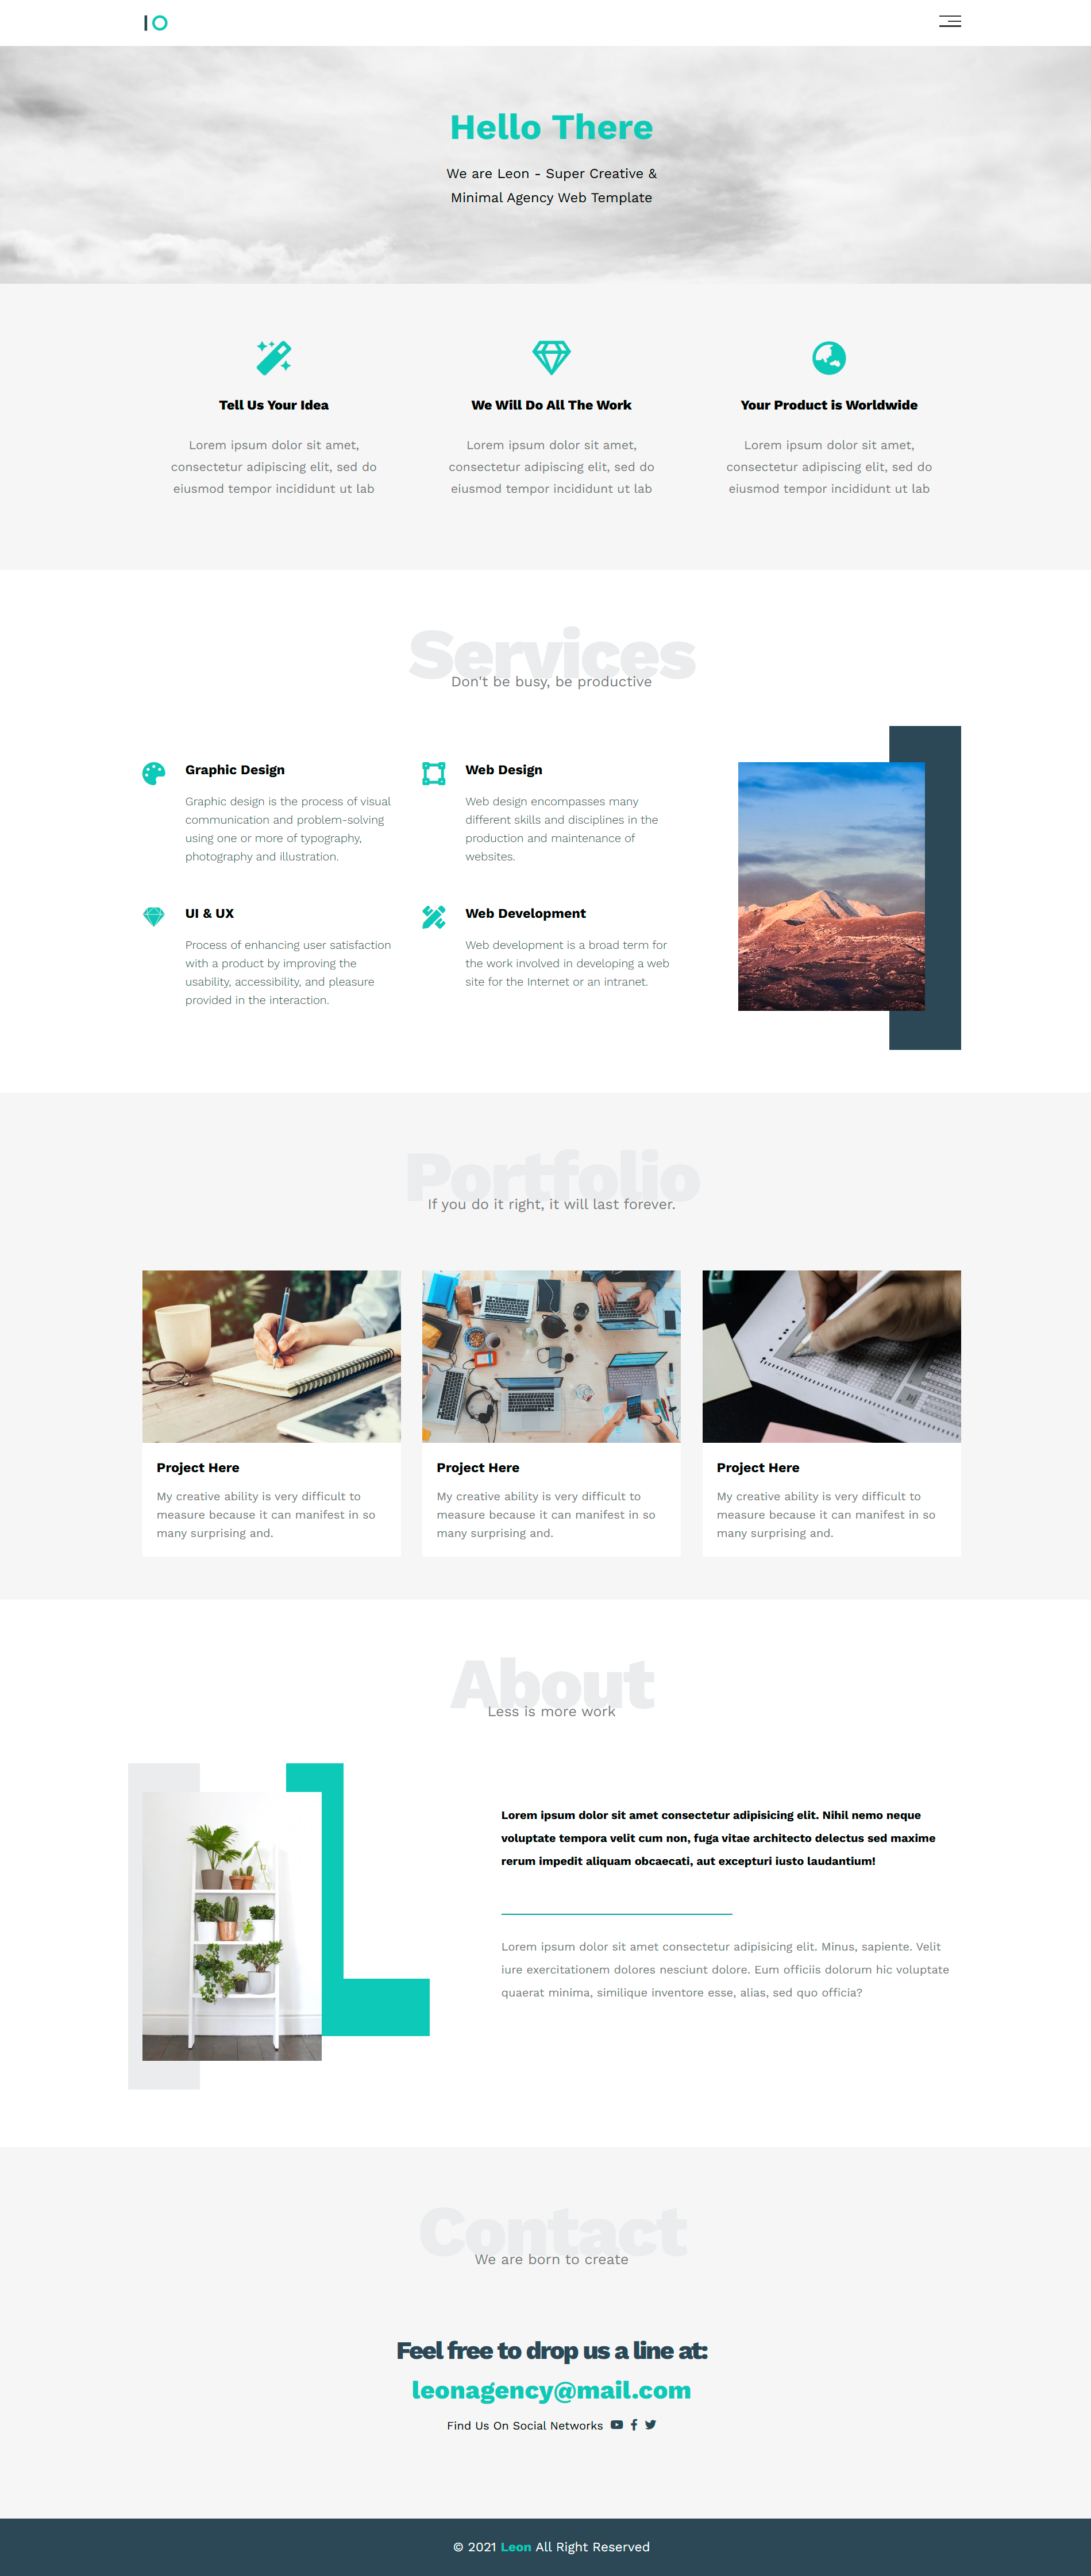 Hello There
We are Leon - Super Creative &
Minimal Agency Web Template
Tell Us Your Idea
Lorem ipsum dolor sit amet,
consectetur adipiscing elit, sed do
eiusmod tempor incididunt ut lab
We Will Do All The Work
Lorem ipsum dolor sit amet,
consectetur adipiscing elit, sed do
eiusmod tempor incididunt ut lab
Your Product is Worldwide
Lorem ipsum dolor sit amet,
consectetur adipiscing elit, sed do
eiusmod tempor incididunt ut lab
Services
Don't be busy, be productive
Graphic Design
Graphic design is the process of visual
communication and problem-solving
using one or more of typography,
photography and illustration.
Web Design
Web design encompasses many
different skills and disciplines in the
production and maintenance of
websites.
UI & UX
Process of enhancing user satisfaction
with a product by improving the
usability, accessibility, and pleasure
provided in the interaction.
Web Development
Web development is a broad term for
the work involved in developing a web
site for the Internet or an intranet.
Portfolio
If you do it right, it will last forever.
Project Here
My creative ability is very difficult to
measure because it can manifest in so
many surprising and.
Project Here
My creative ability is very difficult to
measure because it can manifest in so
many surprising and.
Project Here
My creative ability is very difficult to
measure because it can manifest in so
many surprising and.
About
Less is more work
Lorem ipsum dolor sit amet consectetur adipisicing elit. Nihil nemo neque
voluptate tempora velit cum non, fuga vitae architecto delectus sed maxime
rerum impedit aliquam obcaecati, aut excepturi iusto laudantium!
Lorem ipsum dolor sit amet consectetur adipisicing elit. Minus, sapiente. Velit
iure exercitationem dolores nesciunt dolore. Eum officiis dolorum hic voluptate
quaerat minima, similique inventore esse, alias, sed quo officia?
Contact
We are born to create
Feel free to drop us a line at:
leonagency@mail.com
Find Us On Social Networks
© 2021 Leon All Right Reserved